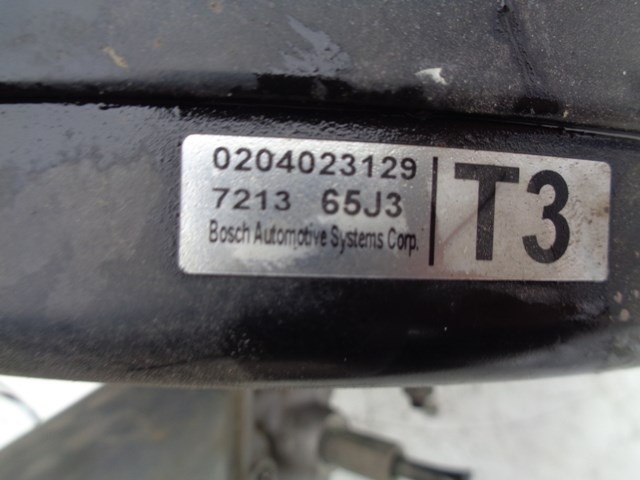 0204023129
7213 65J3
Bosch Automotive Systems Corp.
T3